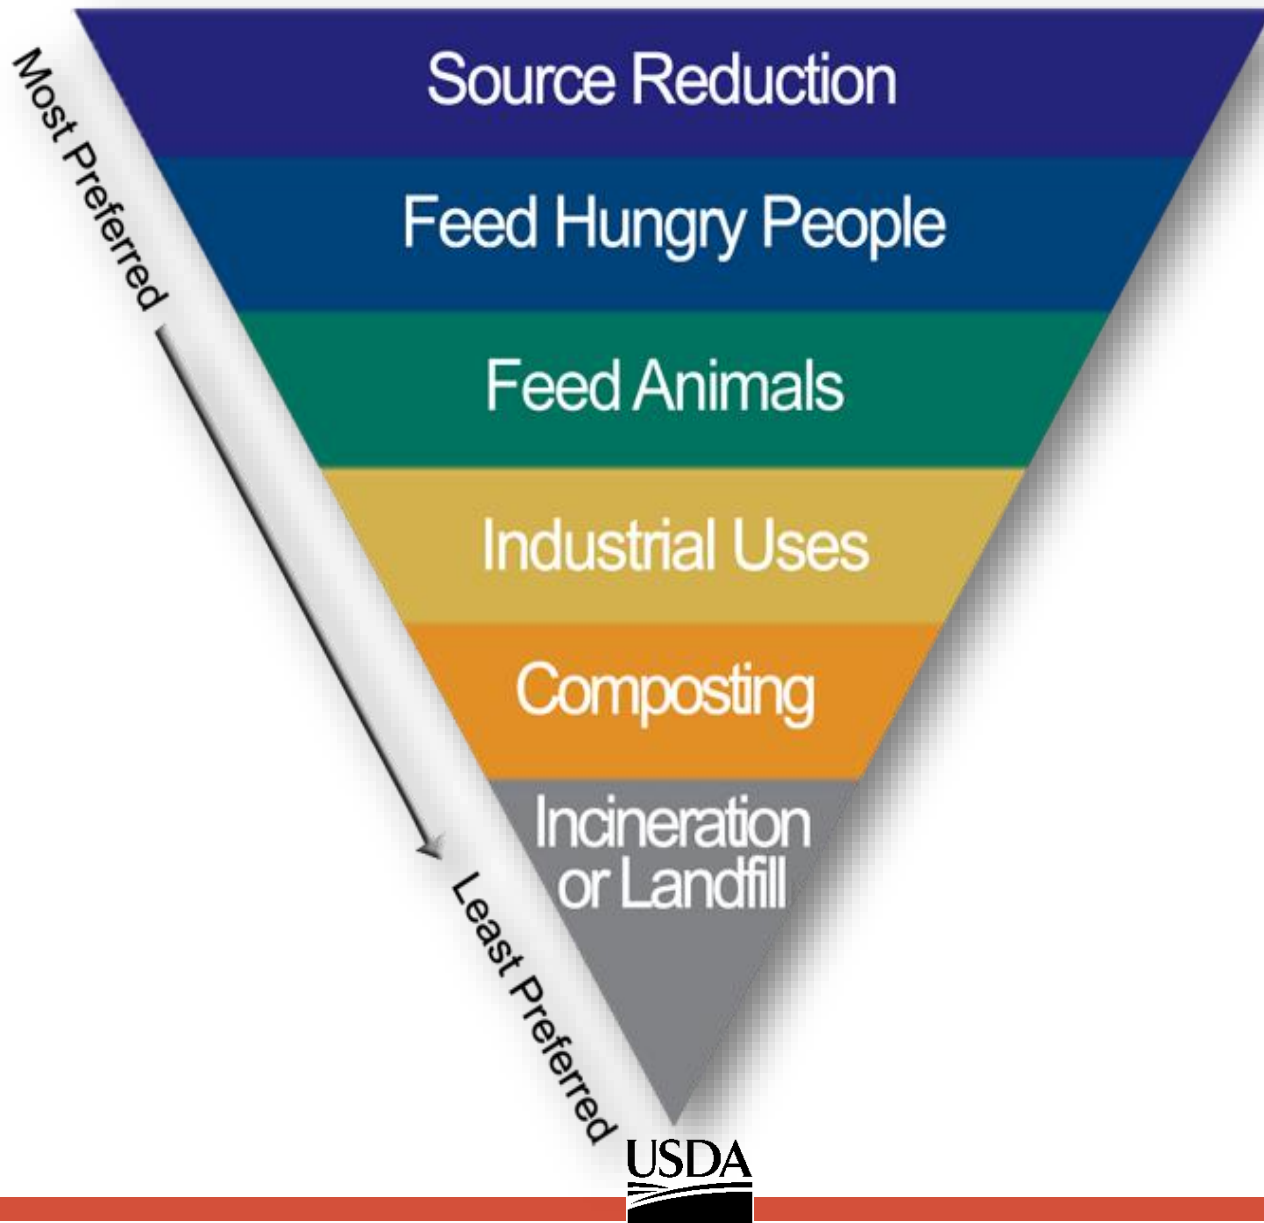 Most Preferred
Source Reduction
Feed Hungry People
Feed Animals
Industrial Uses
Composting
Incineration
or Landfill
Least Preferred
USDA